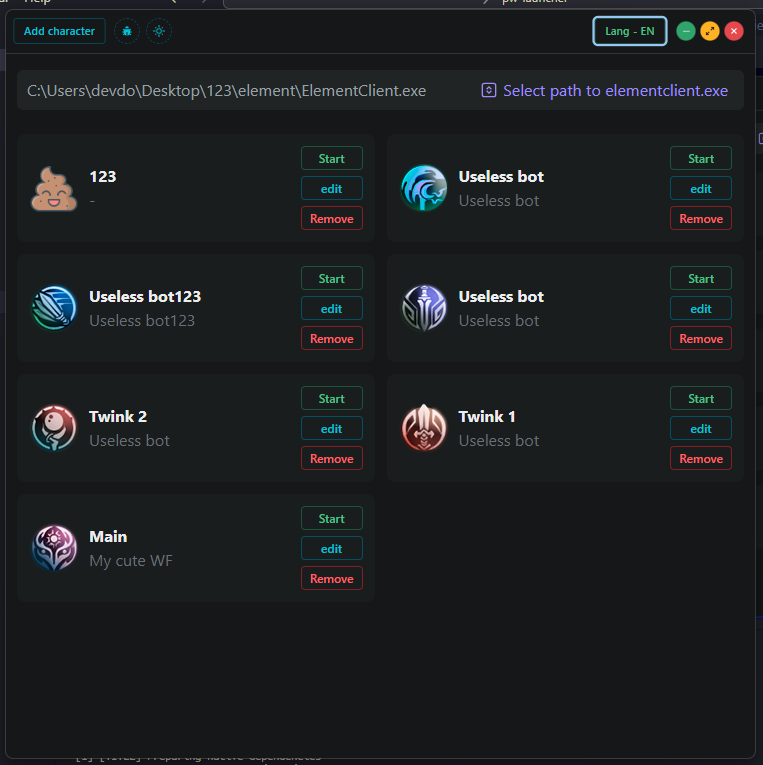 Help
pw-launcher
Add character
Lang - EN
C:\Users\devdo\Desktop\123\element\ElementClient.exe
Select path to elementclient.exe
123
-
Start
edit
Remove
Useless bot
Useless bot
Start
edit
Remove
Useless bot123
Useless bot123
Start
edit
Remove
Useless bot
Useless bot
Start
edit
Remove
Twink 2
Useless bot
Start
edit
Remove
Twink 1
Useless bot
Start
edit
Remove
Main
My cute WF
Start
edit
Remove